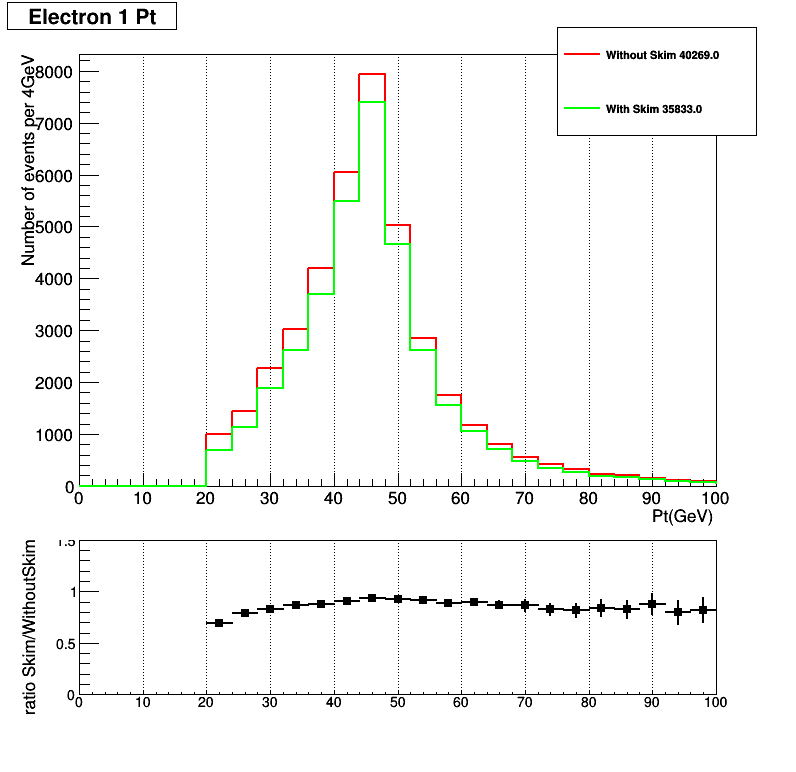 Electron 1 Pt
Without Skim 40269.0
With Skim 35833.0
Number of events per 4GeV
8000
7000
6000
5000
4000
3000
2000
1000
0
0 10 20 30 40 50 60 70 80 90 100
Pt(GeV)
ratio Skim/WithoutSkim
1.5
1
0.5
0
0 10 20 30 40 50 60 70 80 90 100